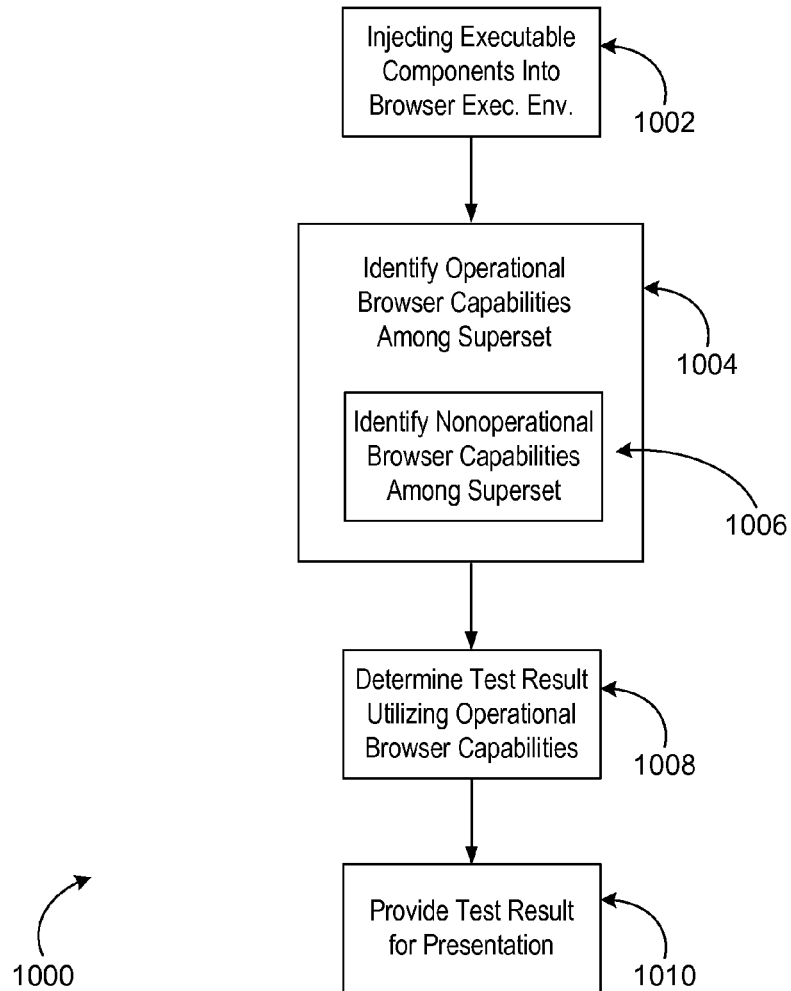 Injecting Executable
Components Into
Browser Exec. Env.
1002
Identify Operational
Browser Capabilities
Among Superset
1004
Identify Nonoperational
Browser Capabilities
Among Superset
1006
Determine Test Result
Utilizing Operational
Browser Capabilities
1008
Provide Test Result
for Presentation
1010
1000